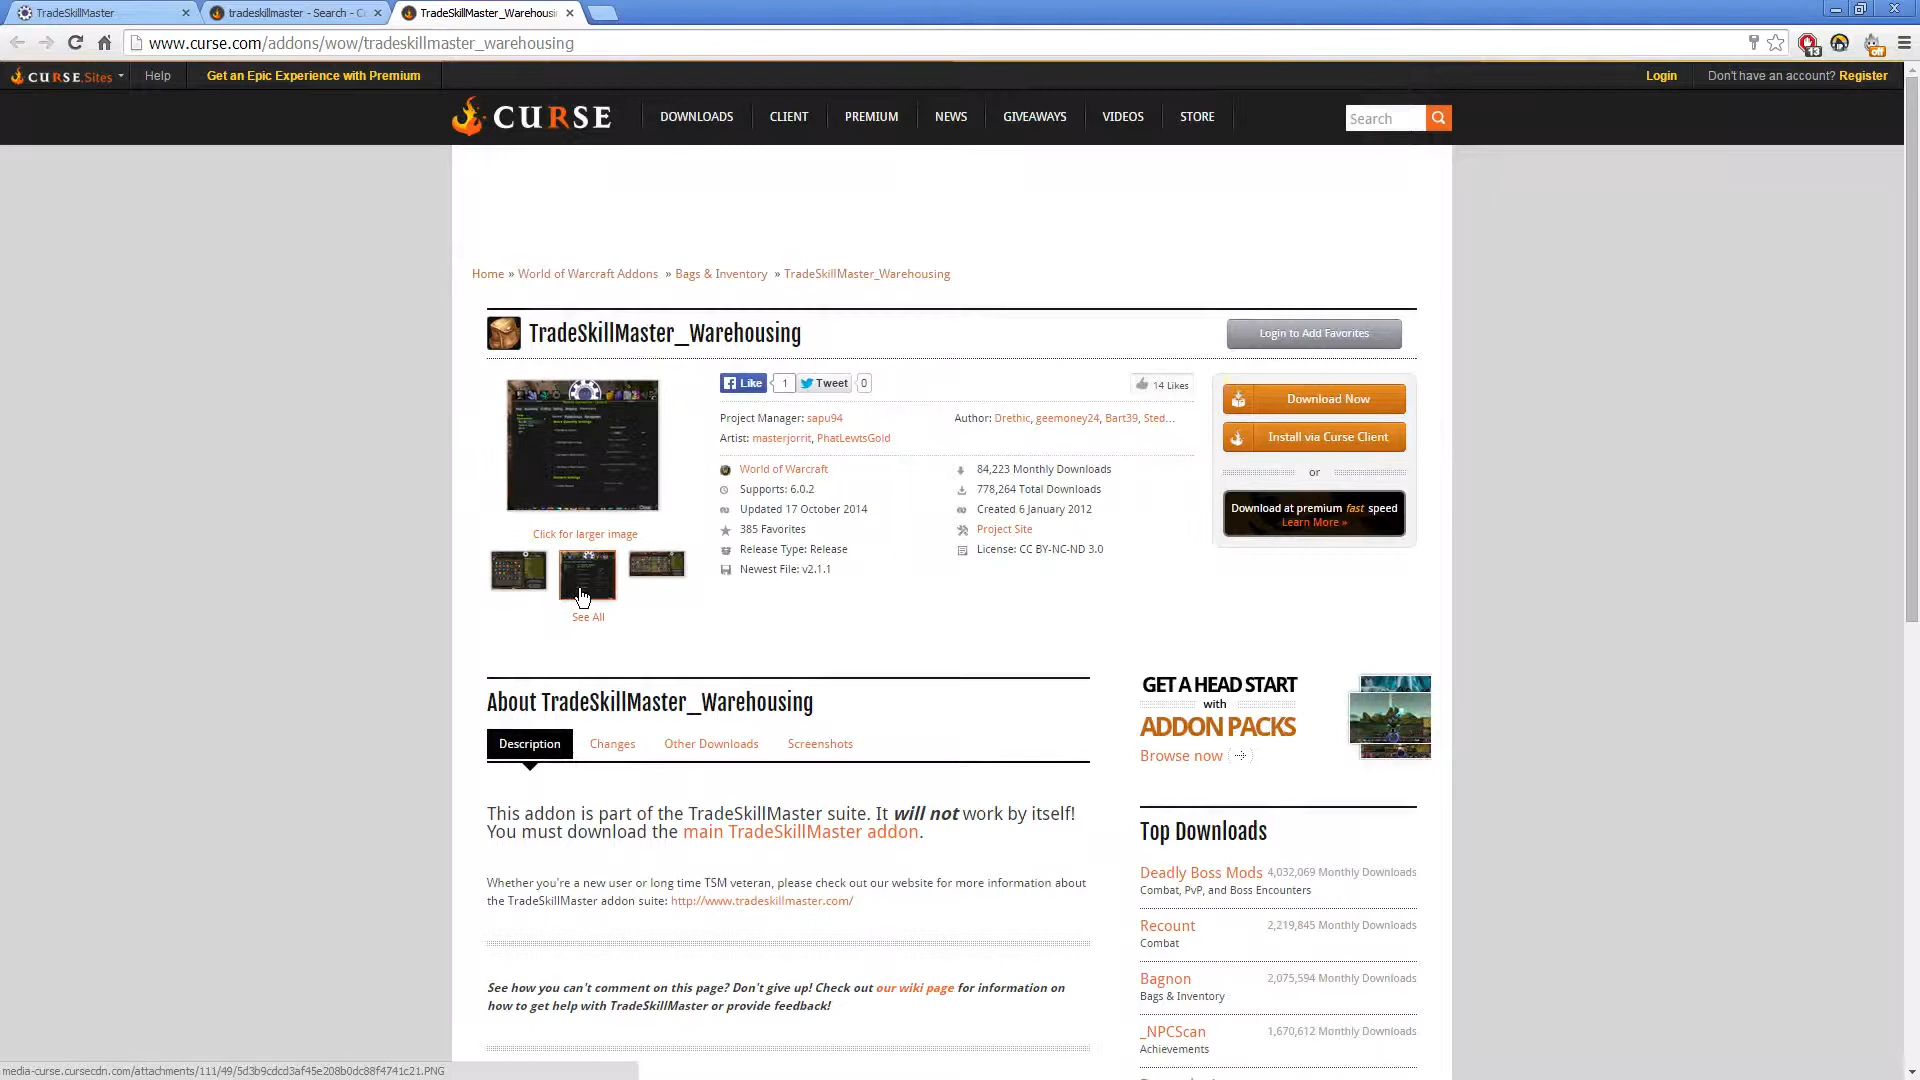 TradeSkillMaster
tradeskillmaster - Search - C
TradeSkillMaster_Warehousi
www.curse.com/addons/wow/tradeskillmaster_warehousing
13
off
CURSE.Sites
Help
Get an Epic Experience with Premium
Login
Don't have an account? Register
CURSE
DOWNLOADS
CLIENT
PREMIUM
NEWS
GIVEAWAYS
VIDEOS
STORE
Search
Home » World of Warcraft Addons » Bags & Inventory » TradeSkillMaster_Warehousing
TradeSkillMaster_Warehousing
Login to Add Favorites
Like 1
Tweet 0
14 Likes
Project Manager: sapu94
Author: Drethic, geemoney24, Bart39, Sted...
Artist: masterjorrit, PhatLewtsGold
World of Warcraft
84,223 Monthly Downloads
Supports: 6.0.2
778,264 Total Downloads
Updated 17 October 2014
Created 6 January 2012
385 Favorites
Project Site
Release Type: Release
License: CC BY-NC-ND 3.0
Newest File: v2.1.1
Download Now
Install via Curse Client
or
Download at premium fast speed
Learn More »
Click for larger image
See All
About TradeSkillMaster_Warehousing
Description
Changes
Other Downloads
Screenshots
This addon is part of the TradeSkillMaster suite. It will not work by itself!
You must download the main TradeSkillMaster addon.
Whether you're a new user or long time TSM veteran, please check out our website for more information about
the TradeSkillMaster addon suite: http://www.tradeskillmaster.com/
See how you can't comment on this page? Don't give up! Check out our wiki page for information on
how to get help with TradeSkillMaster or provide feedback!
GET A HEAD START
with
ADDON PACKS
Browse now
Top Downloads
Deadly Boss Mods 4,032,069 Monthly Downloads
Combat, PvP, and Boss Encounters
Recount 2,219,845 Monthly Downloads
Combat
Bagnon 2,075,594 Monthly Downloads
Bags & Inventory
_NPCScan 1,670,612 Monthly Downloads
Achievements
media-curse.cursecdn.com/attachments/111/49/5d3b9cdcd3af45e208b0dc88f4741c21.PNG